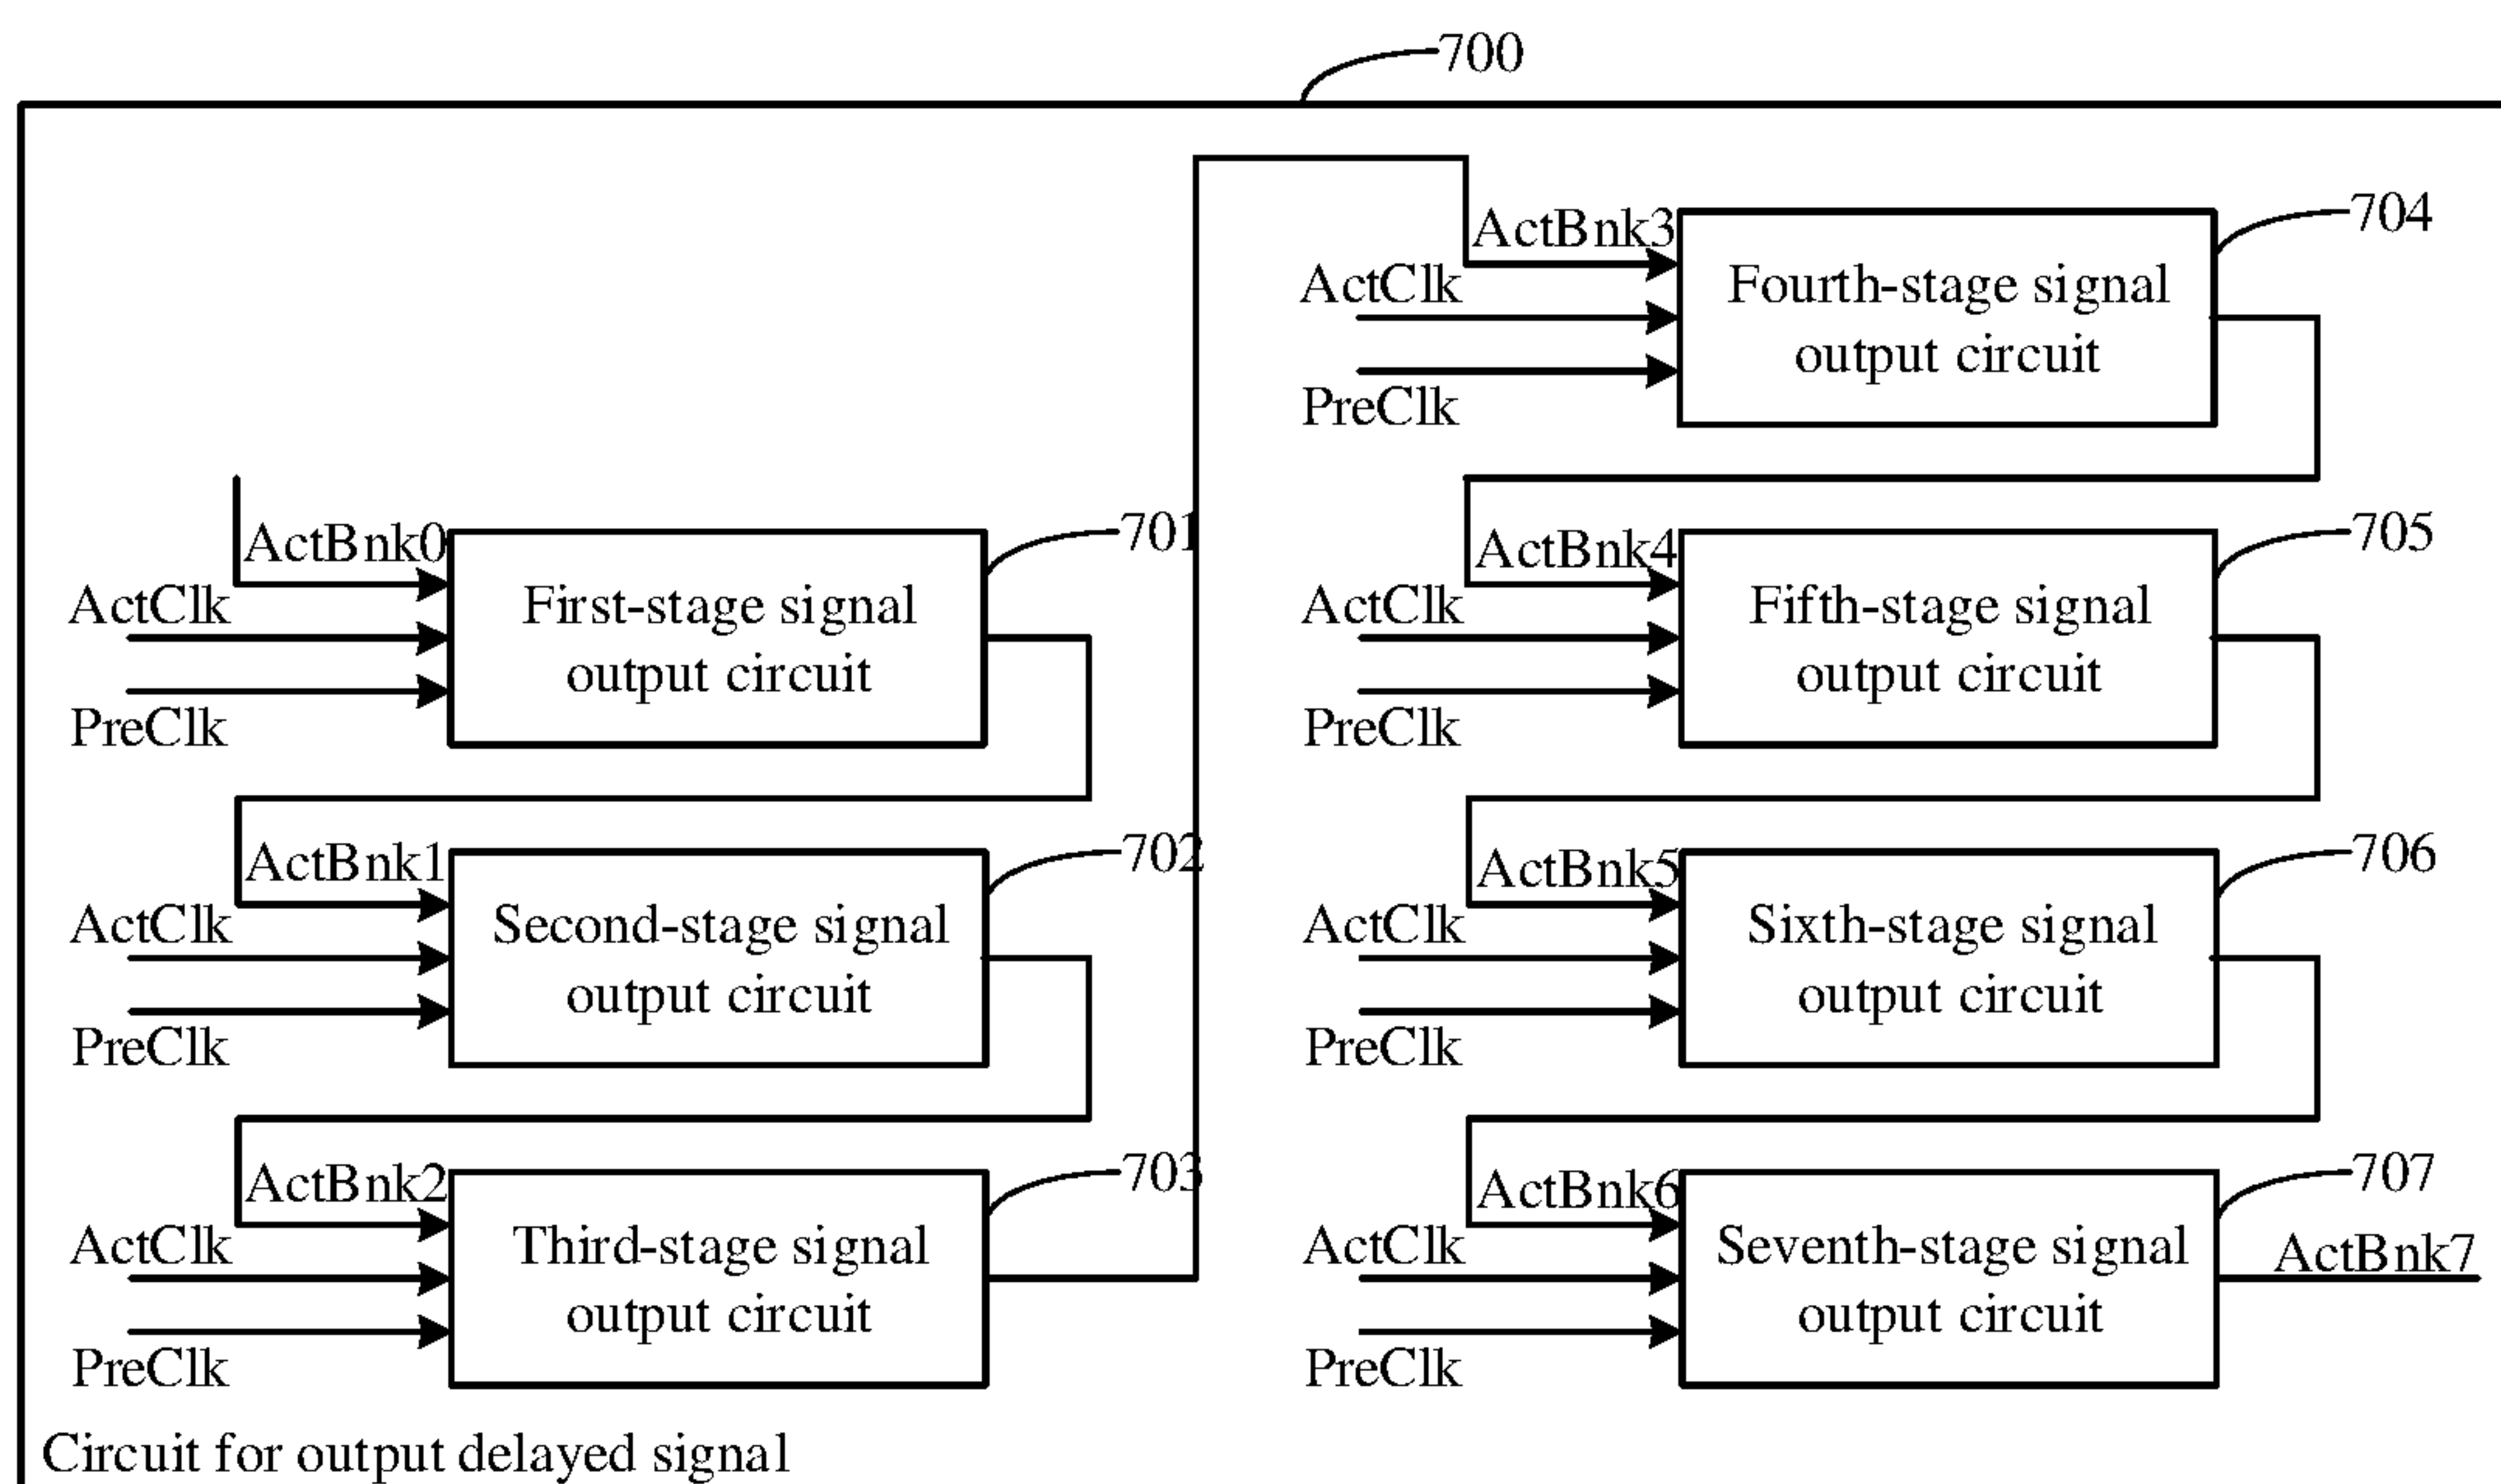 700
ActBnk0
ActClk
PreClk
First-stage signal
output circuit
701
ActBnk1
ActClk
PreClk
Second-stage signal
output circuit
702
ActBnk2
ActClk
PreClk
Third-stage signal
output circuit
703
ActBnk3
ActClk
PreClk
Fourth-stage signal
output circuit
704
ActBnk4
ActClk
PreClk
Fifth-stage signal
output circuit
705
ActBnk5
ActClk
PreClk
Sixth-stage signal
output circuit
706
ActBnk6
ActClk
PreClk
Seventh-stage signal
output circuit
707
ActBnk7
Circuit for output delayed signal